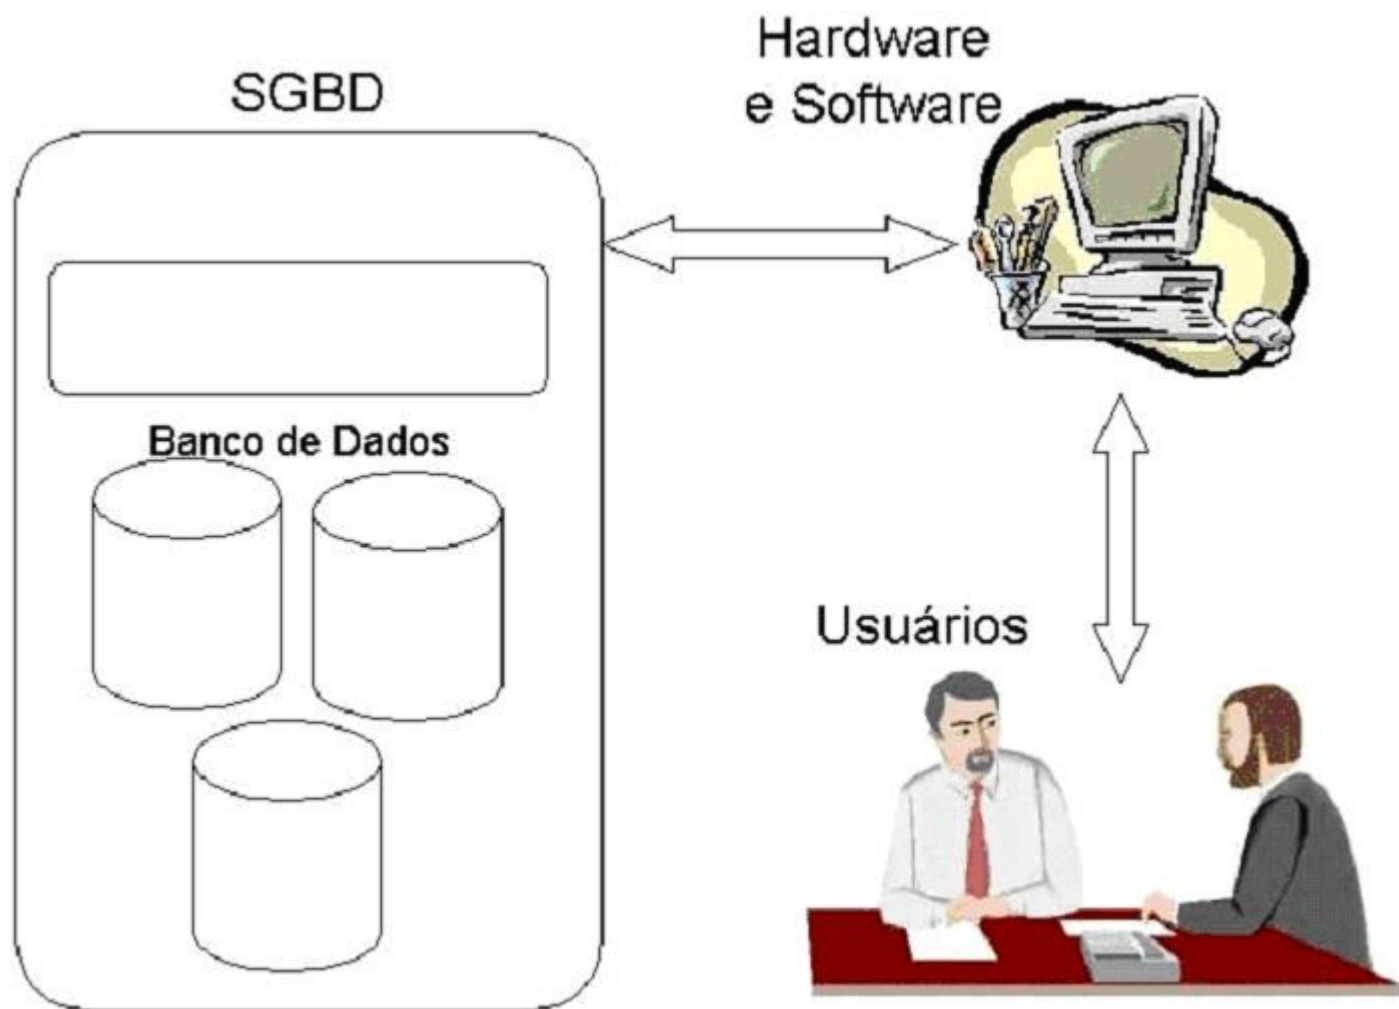 SGBD
Hardware
e Software
Banco de Dados
Usuários